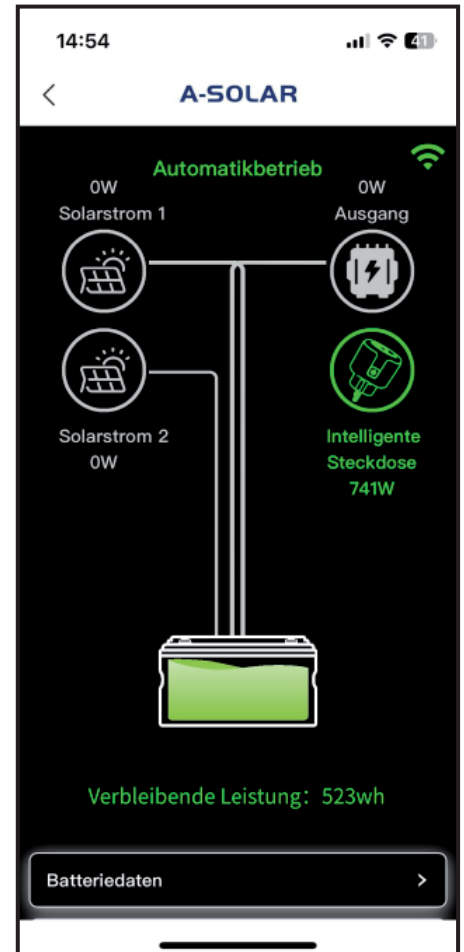 14:54
41
A-SOLAR
Automatikbetrieb
0W
0W
Solarstrom 1
Ausgang
Solarstrom 2
0W
Intelligente
Steckdose
741W
Verbleibende Leistung: 523wh
Batteriedaten